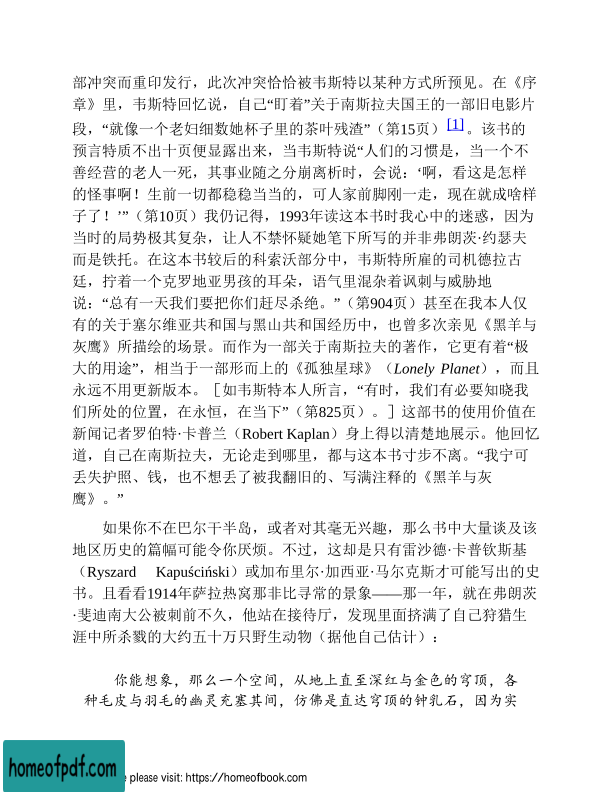 部冲突而重印发行，此次冲突恰恰被韦斯特以某种方式所预见。在《序
章》里，韦斯特回忆说，自己“盯着”关于南斯拉夫国王的一部旧电影片
段，“就像一个老妇细数她杯子里的茶叶残渣”（第15页）[1]。该书的
预言特质不出十页便显露出来，当韦斯特说“人们的习惯是，当一个不
善经营的老人一死，其事业随之分崩离析时，会说：‘啊，看这是怎样
的怪事啊！生前一切都稳稳当当的，可人家前脚刚一走，现在就成啥样
子了！’”（第10页）我仍记得，1993年读这本书时我心中的迷惑，因为
当时的局势极其复杂，让人不禁怀疑她笔下所写的并非弗朗茨·约瑟夫
而是铁托。在这本书较后的科索沃部分中，韦斯特所雇的司机德拉古
廷，拧着一个克罗地亚男孩的耳朵，语气里混杂着讽刺与威胁地
说：“总有一天我们要把你们赶尽杀绝。”（第904页）甚至在我本人仅
有的关于塞尔维亚共和国与黑山共和国经历中，也曾多次亲见《黑羊与
灰鹰》所描绘的场景。而作为一部关于南斯拉夫的著作，它更有着“极
大的用途”，相当于一部形而上的《孤独星球》（Lonely Planet），而且
永远不用更新版本。［如韦斯特本人所言，“有时，我们有必要知晓我
们所处的位置，在永恒，在当下”（第825页）。］这部书的使用价值在
新闻记者罗伯特·卡普兰（Robert Kaplan）身上得以清楚地展示。他回忆
道，自己在南斯拉夫，无论走到哪里，都与这本书寸步不离。“我宁可
丢失护照、钱，也不想丢了被我翻旧的、写满注释的《黑羊与灰
鹰》。”
如果你不在巴尔干半岛，或者对其毫无兴趣，那么书中大量谈及该
地区历史的篇幅可能令你厌烦。不过，这却是只有雷沙德·卡普钦斯基
（Ryszard Kapuściński）或加布里尔·加西亚·马尔克斯才可能写出的史
书。且看看1914年萨拉热窝那非比寻常的景象——那一年，就在弗朗茨
·斐迪南大公被刺前不久，他站在接待厅，发现里面挤满了自己狩猎生
涯中所杀戮的大约五十万只野生动物（据他自己估计）：
你能想象，那么一个空间，从地上直至深红与金色的穹顶，各
种毛皮与羽毛的幽灵充塞其间，仿佛是直达穹顶的钟乳石，因为实
homeofpdf.com
e please visit: https://homeofbook.com